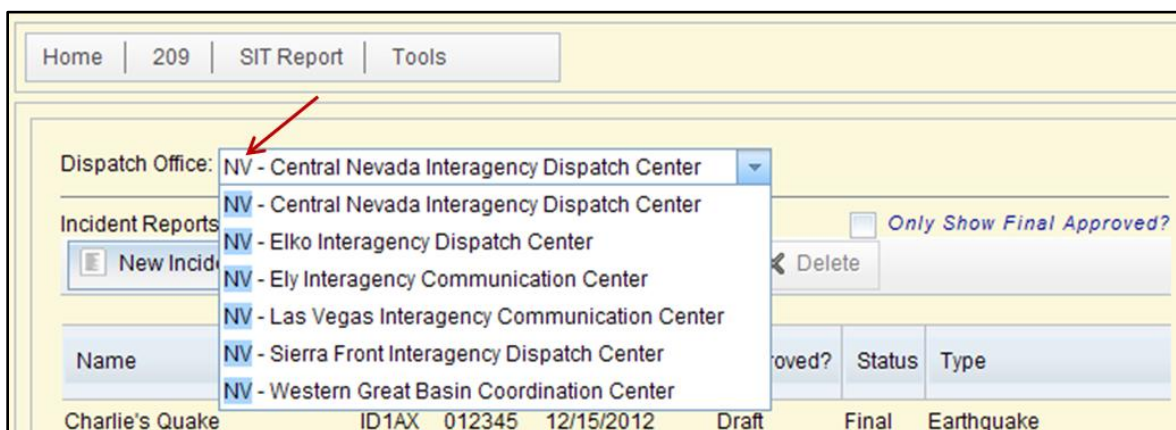 Home | 209 | SIT Report | Tools
Dispatch Office: NV - Central Nevada Interagency Dispatch Center
NV - Central Nevada Interagency Dispatch Center
Incident Reports
Only Show Final Approved?
NV - Elko Interagency Dispatch Center
New Incide
Delete
NV - Ely Interagency Communication Center
NV - Las Vegas Interagency Communication Center
NV - Sierra Front Interagency Dispatch Center
NV - Western Great Basin Coordination Center
Name oved? Status Type
Charlie's Quake ID1AX 012345 12/15/2012 Draft Final Earthquake